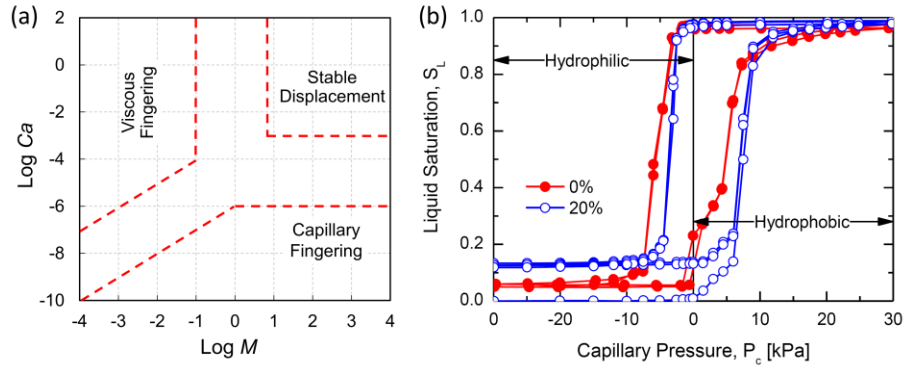 (a)
Log Ca
2
0
-2
-4
-6
-8
-10
Viscous
Fingering
Stable
Displacement
Capillary
Fingering
-4 -3 -2 -1 0 1 2 3 4
Log M
(b)
Liquid Saturation, S_L
1.0
0.8
0.6
0.4
0.2
0.0
Hydrophilic
0%
20%
Hydrophobic
0 -20 -10 0 10 20 30
Capillary Pressure, P_c [kPa]